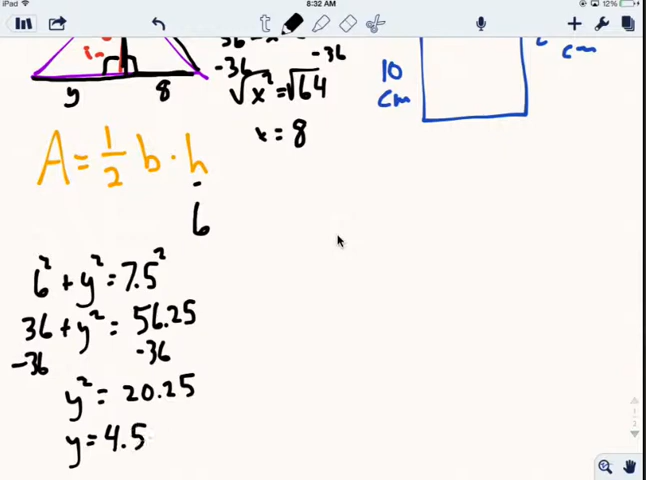 iPad
8:32 AM
12%
i
y
8
36
-36
-36
√x² = √64
x = 8
10
cm
cm
A = 1/2 b · h
6
6² + y² = 7.5²
36 + y² = 56.25
-36 -36
y² = 20.25
y = 4.5